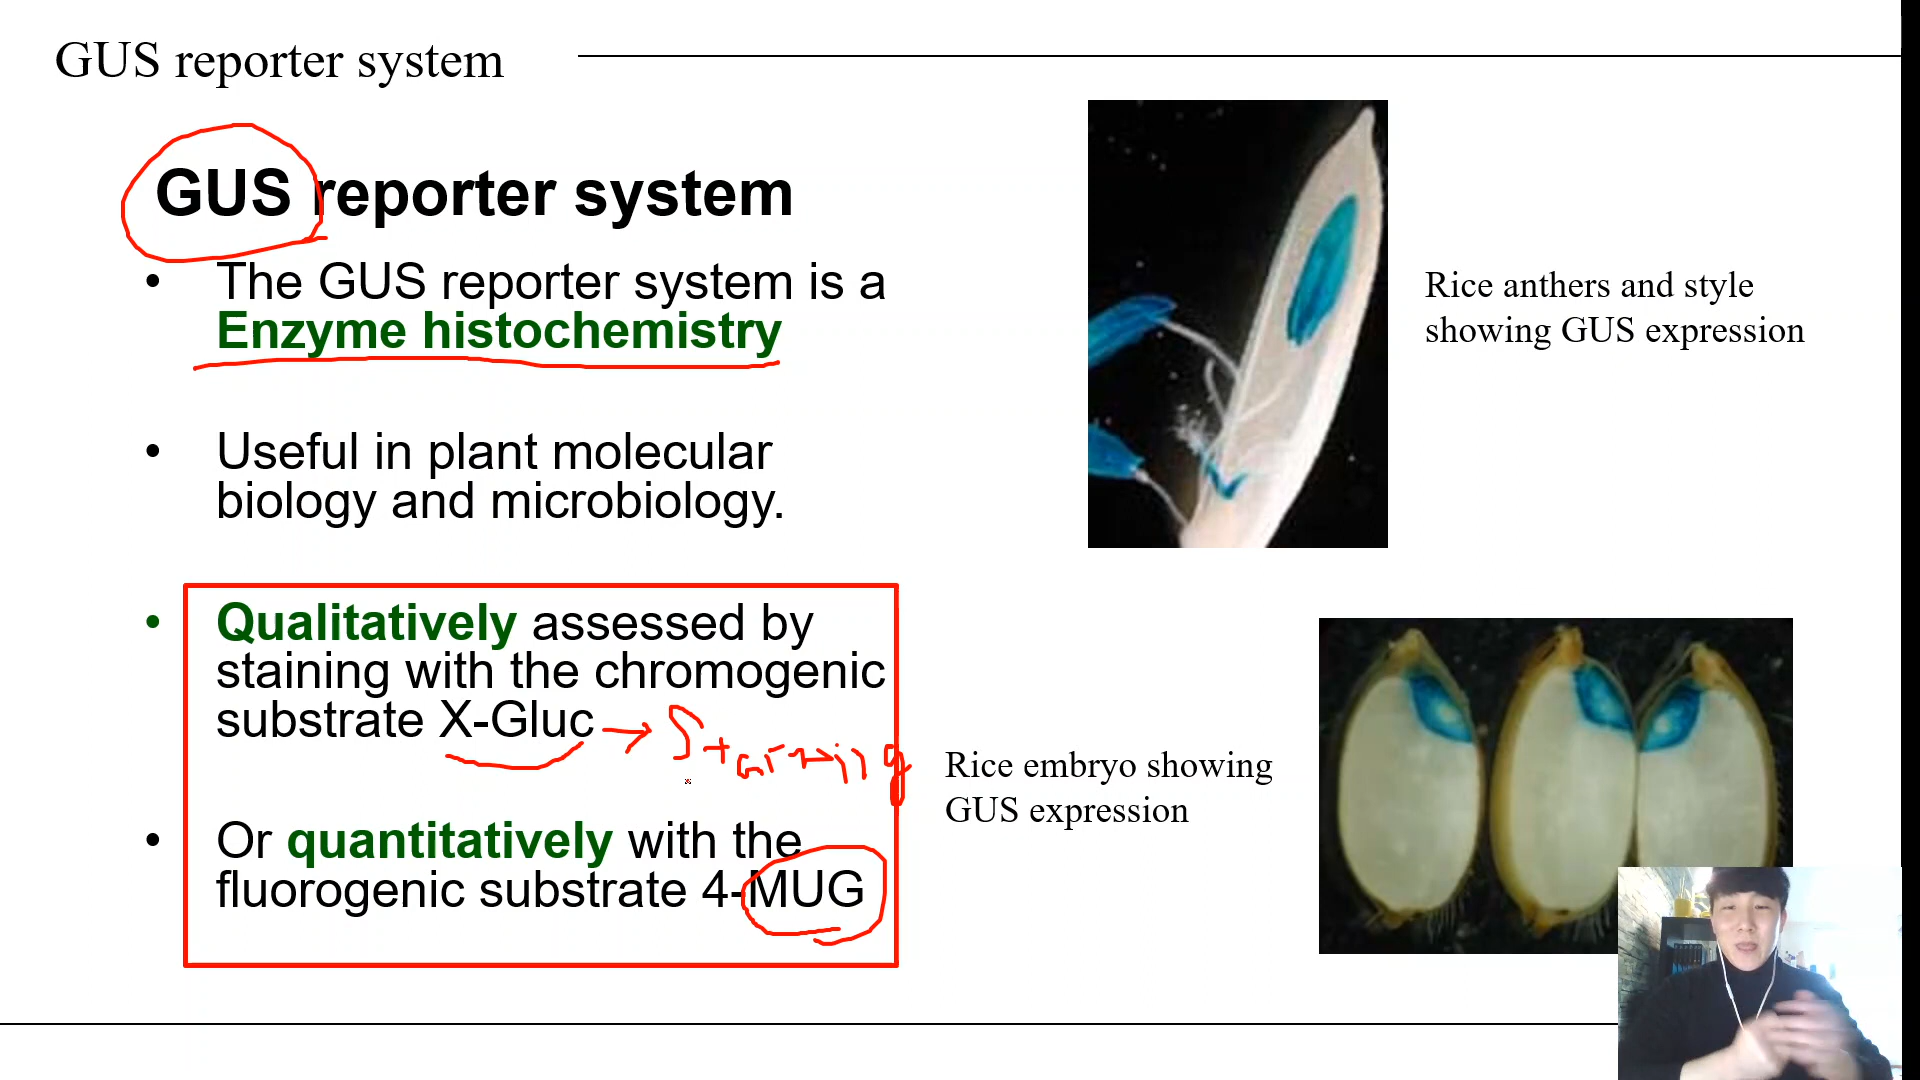 GUS reporter system
GUS reporter system
• The GUS reporter system is a
Enzyme histochemistry
• Useful in plant molecular
biology and microbiology.
• Qualitatively assessed by
staining with the chromogenic
substrate X-Gluc → Staining
• Or quantitatively with the
fluorogenic substrate 4-MUG
Rice anthers and style
showing GUS expression
Rice embryo showing
GUS expression